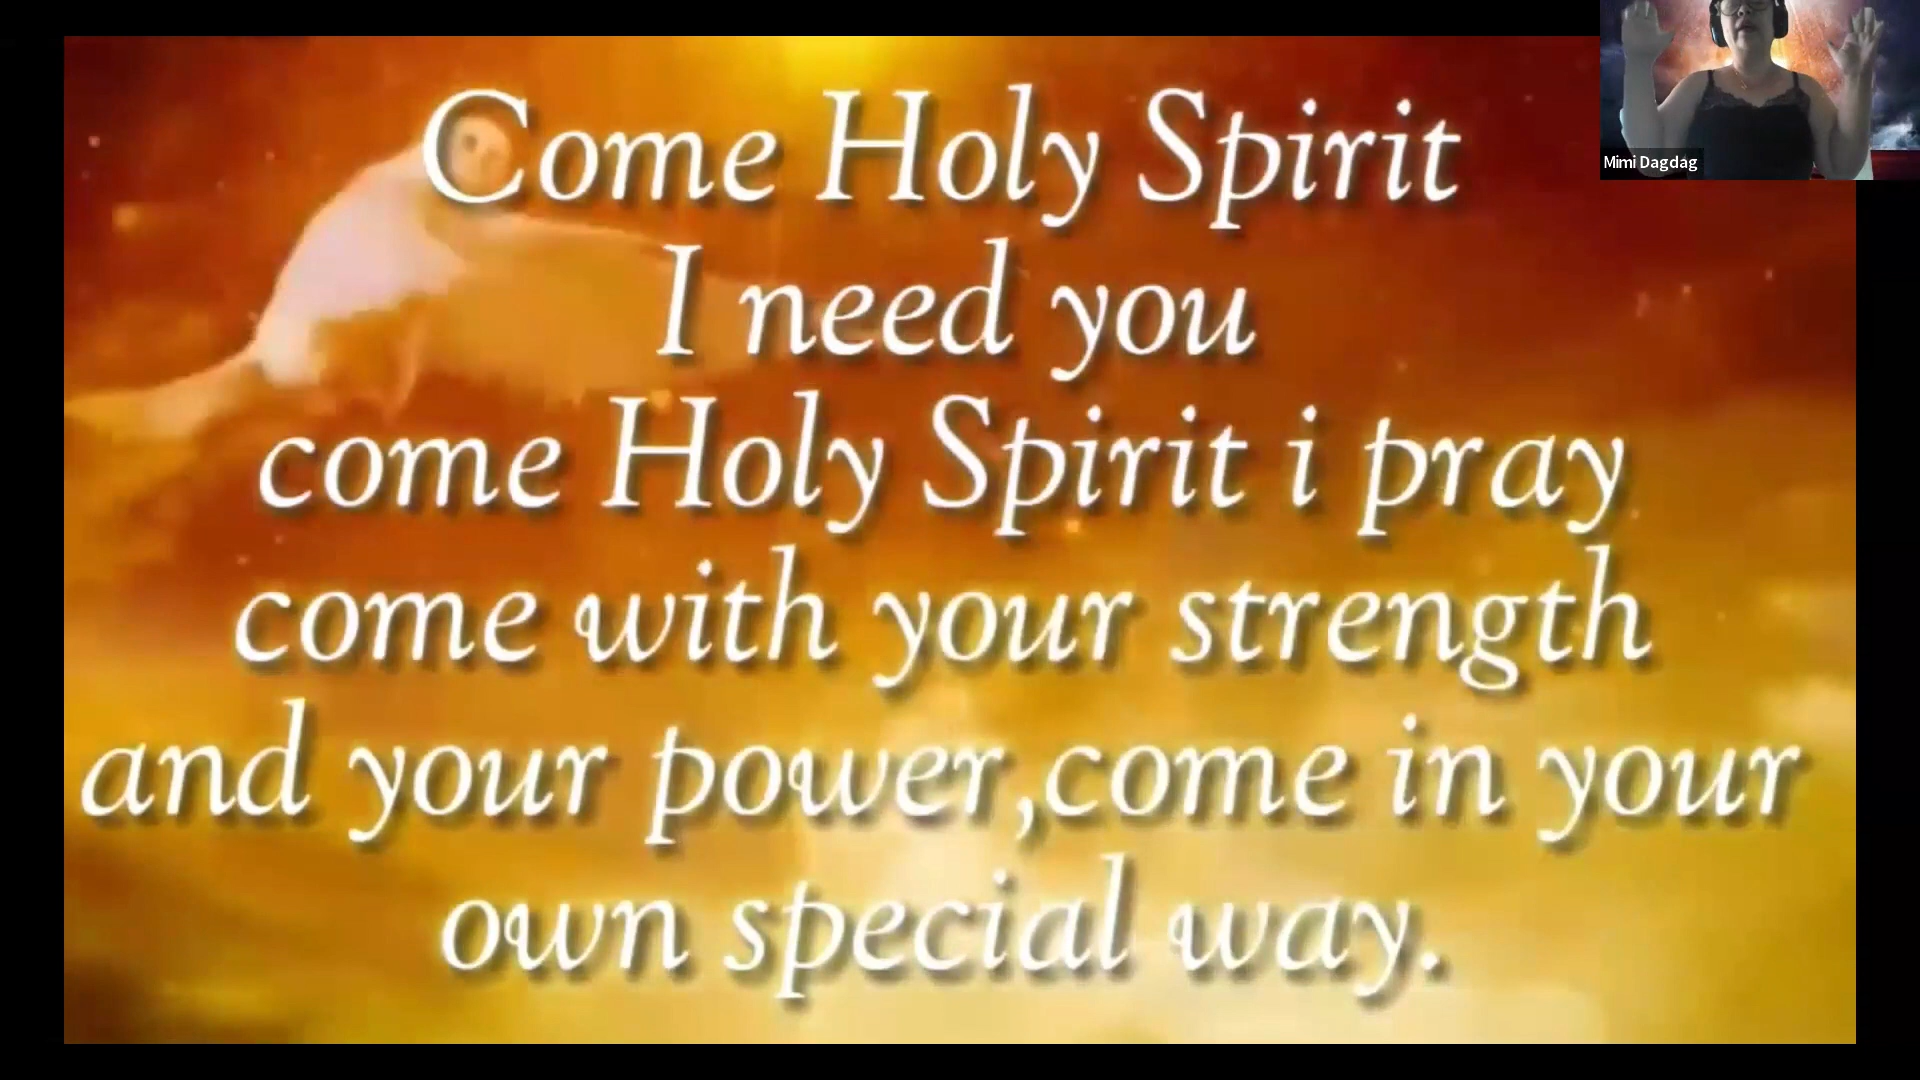 Come Holy Spirit
I need you
come Holy Spirit i pray
come with your strength
and your power,come in your
own special way.
Mimi Dagdag